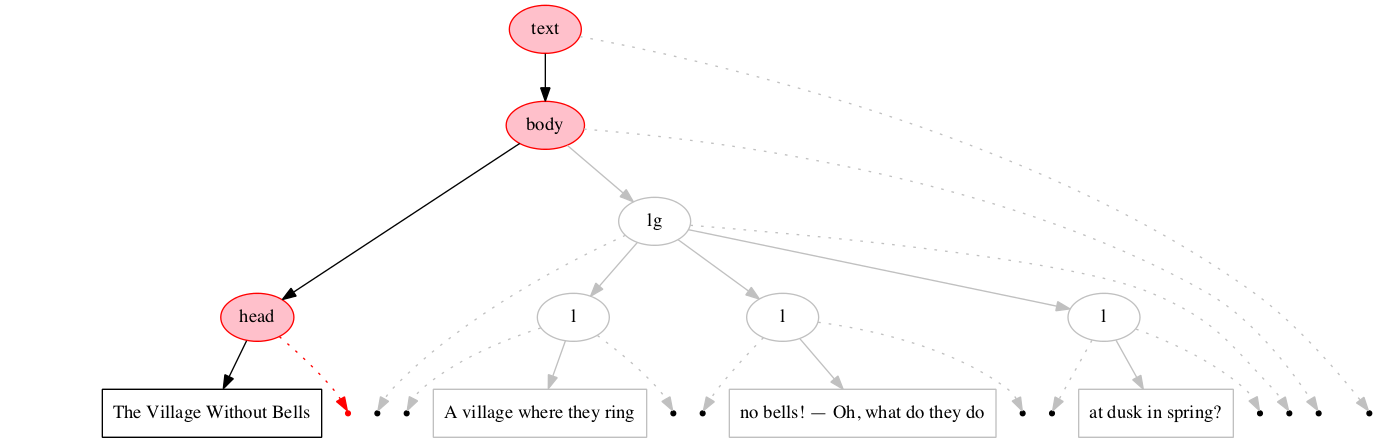 text
body
lg
head
l
l
l
The Village Without Bells
A village where they ring
no bells! — Oh, what do they do
at dusk in spring?